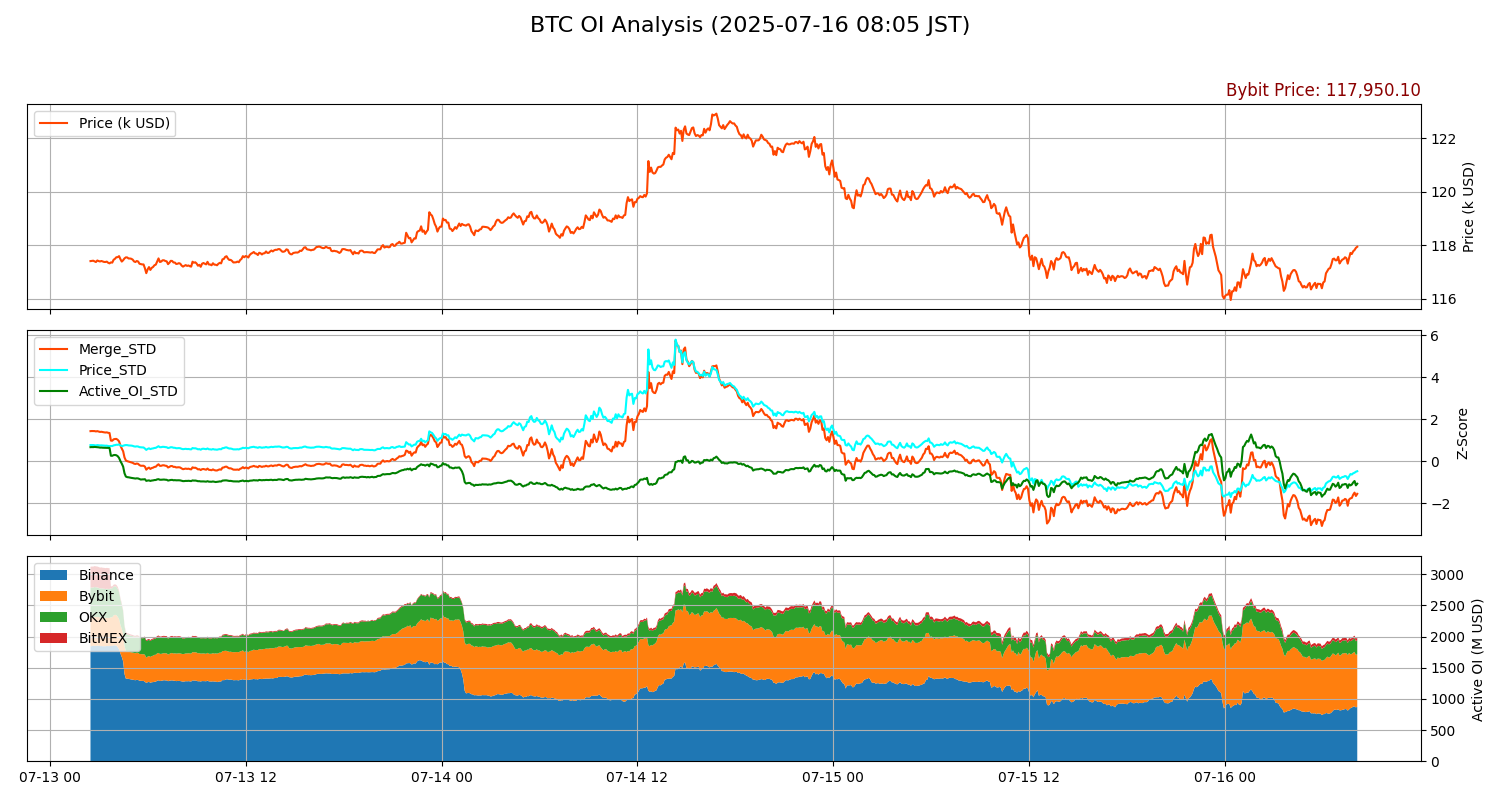 BTC OI Analysis (2025-07-16 08:05 JST)
Bybit Price: 117,950.10
Price (k USD)
122
120
118
116
Price (k USD)
Merge_STD
Price_STD
Active_OI_STD
6
4
2
0
−2
Z-Score
Binance
Bybit
OKX
BitMEX
3000
2500
2000
1500
1000
500
0
Active OI (M USD)
07-13 00
07-13 12
07-14 00
07-14 12
07-15 00
07-15 12
07-16 00